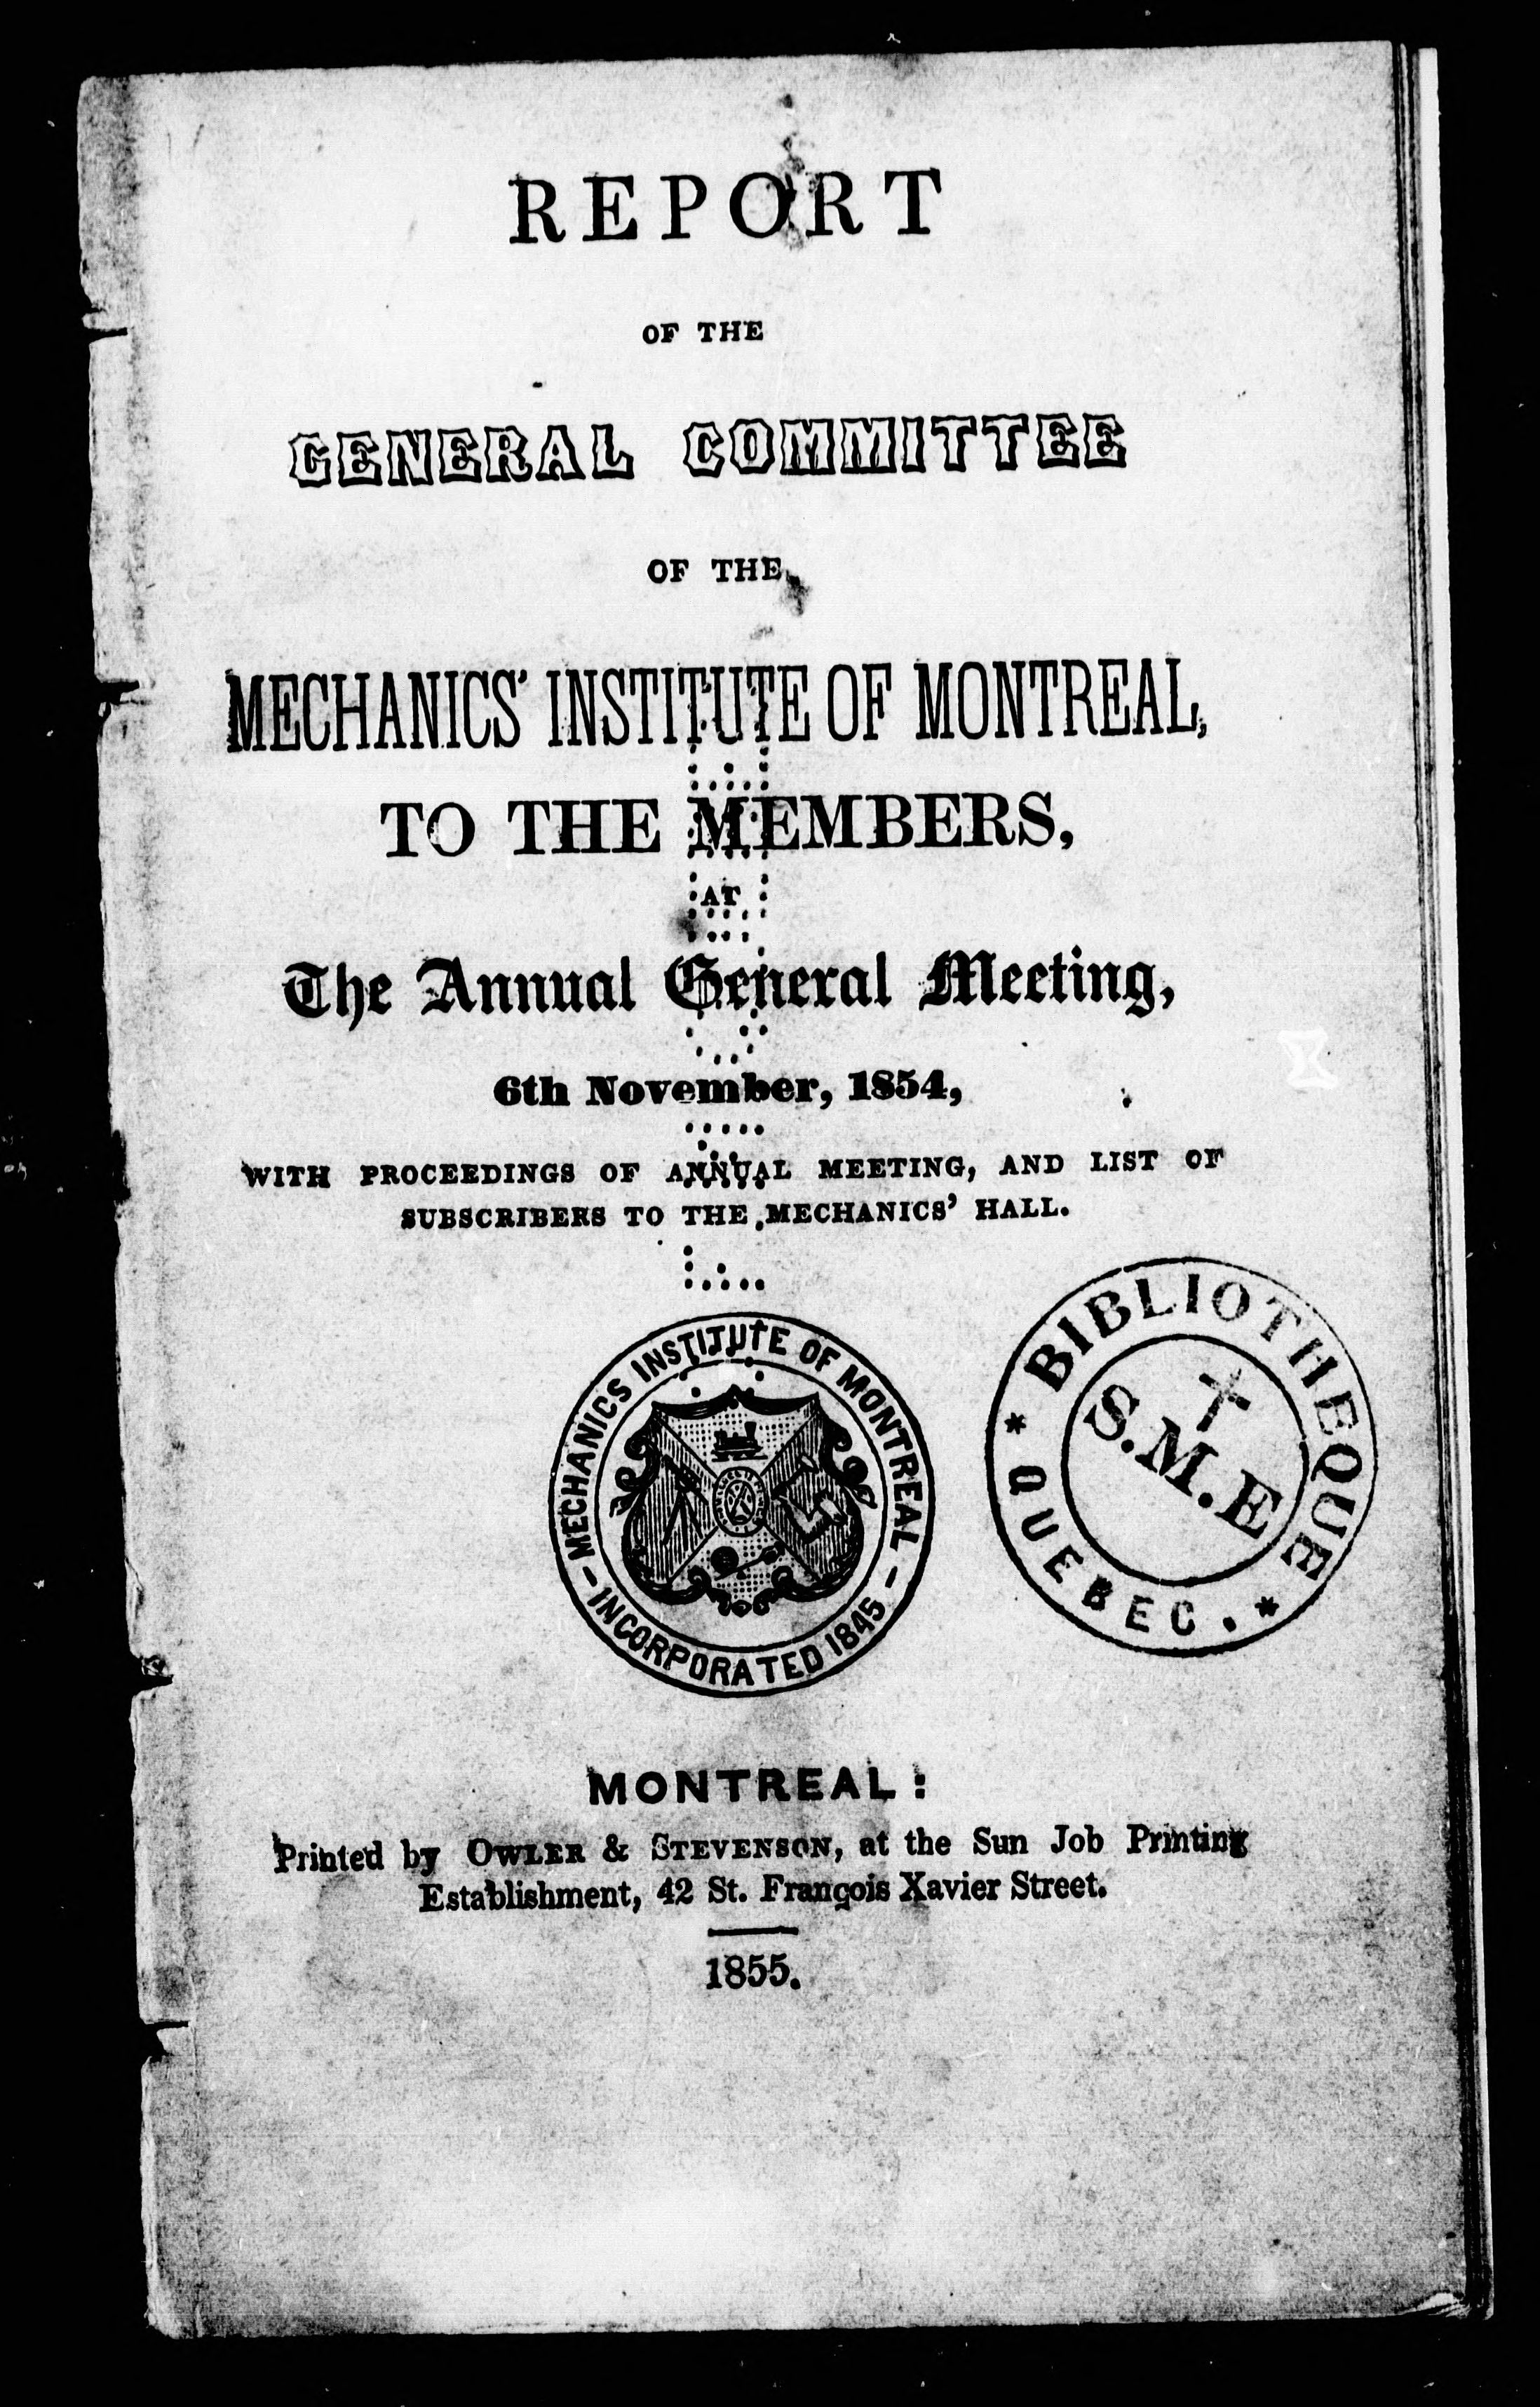 REPORT
OF THE
GENERAL COMMITTEE
OF THE
MECHANICS' INSTITUTE OF MONTREAL,
TO THE MEMBERS,
AT
The Annual General Meeting,
6th November, 1854,
WITH PROCEEDINGS OF ANNUAL MEETING, AND LIST OF
SUBSCRIBERS TO THE MECHANICS' HALL.
MECHANICS INSTITUTE OF MONTREAL
– INCORPORATED 1845 –
* BIBLIOTHEQUE *
S.M.E
QUEBEC.
MONTREAL:
Printed by OWLER & STEVENSON, at the Sun Job Printing
Establishment, 42 St. François Xavier Street.
1855.